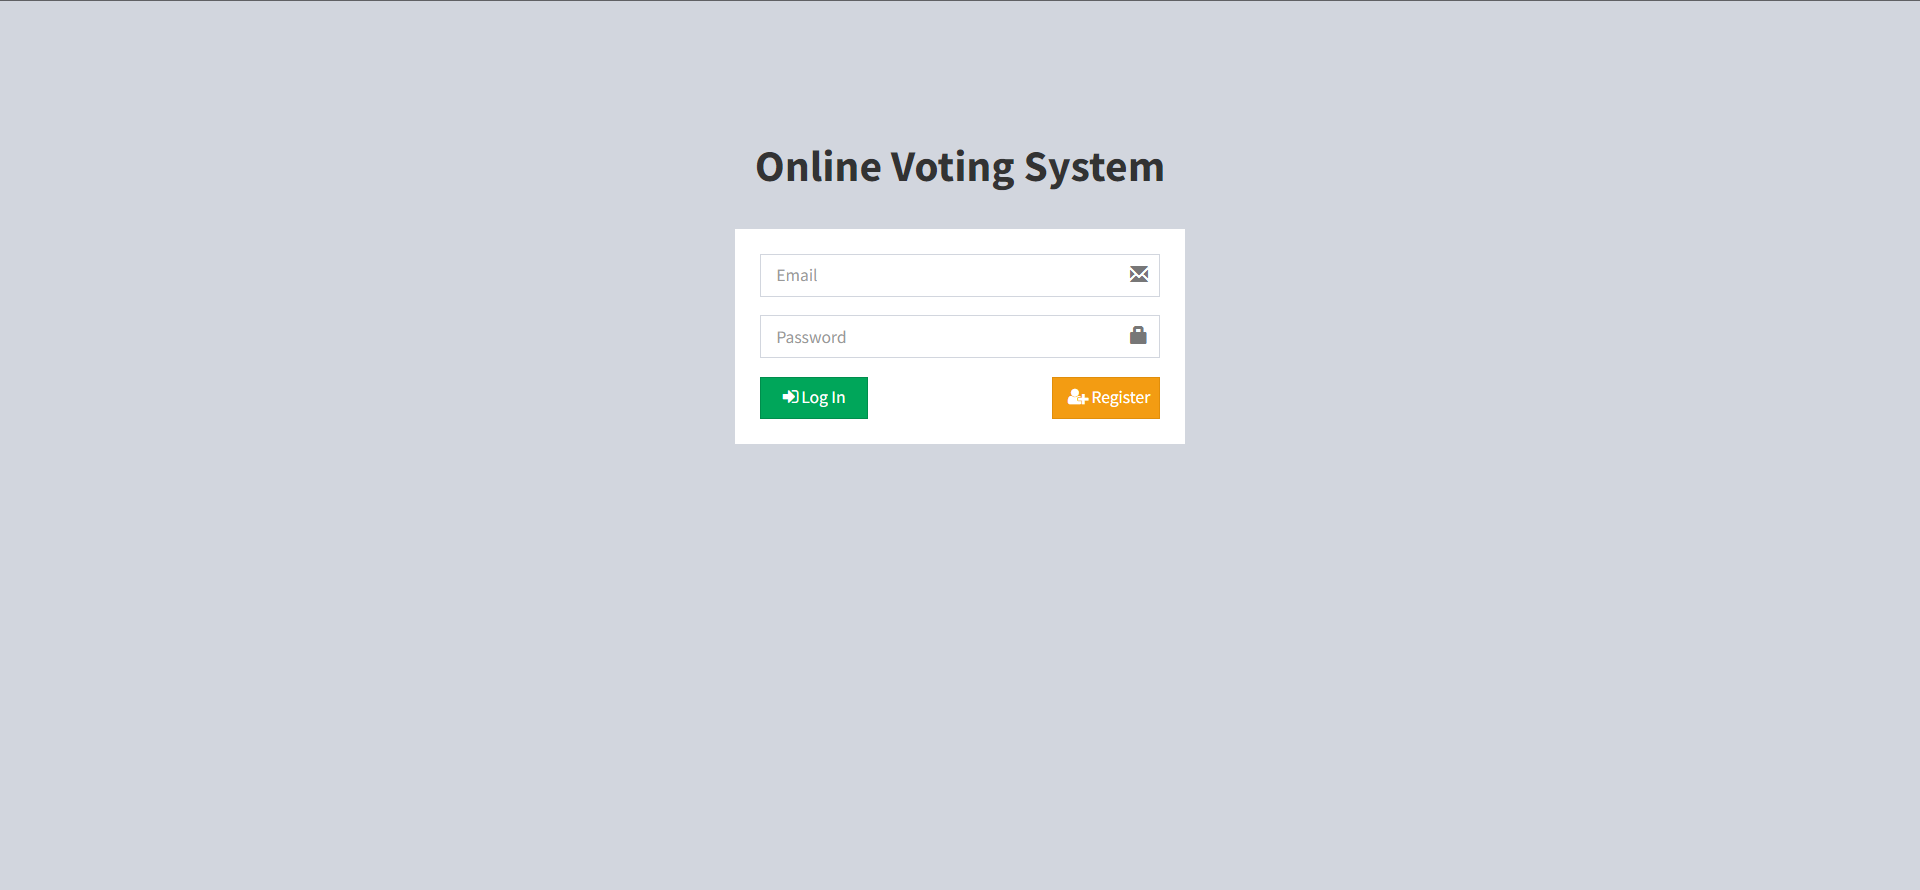 Online Voting System
Email
Password
Log In
Register